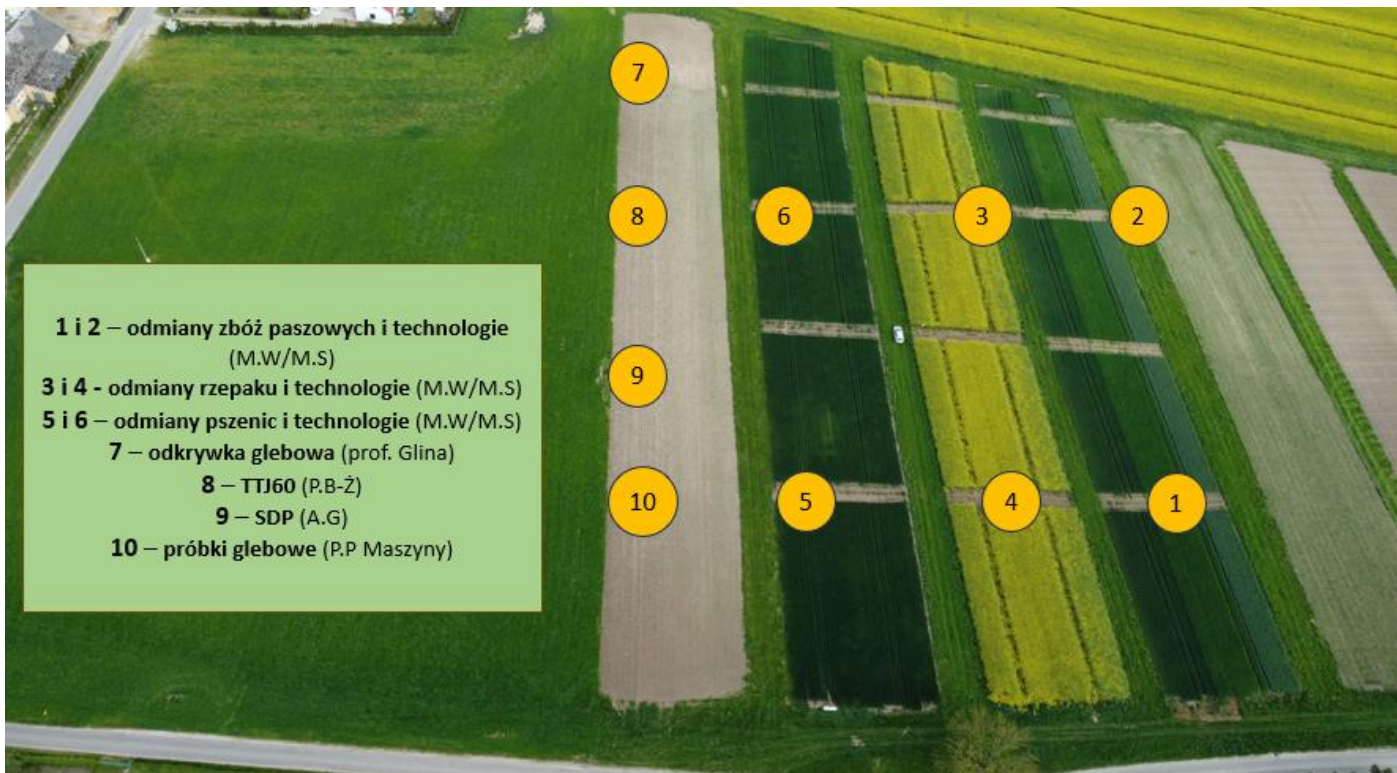 7
8
6
3
2
9
10
5
4
1
1 i 2 – odmiany zbóż paszowych i technologie
(M.W/M.S)
3 i 4 - odmiany rzepaku i technologie (M.W/M.S)
5 i 6 – odmiany pszenic i technologie (M.W/M.S)
7 – odkrywka glebowa (prof. Glina)
8 – TTJ60 (P.B-Ż)
9 – SDP (A.G)
10 – próbki glebowe (P.P Maszyny)